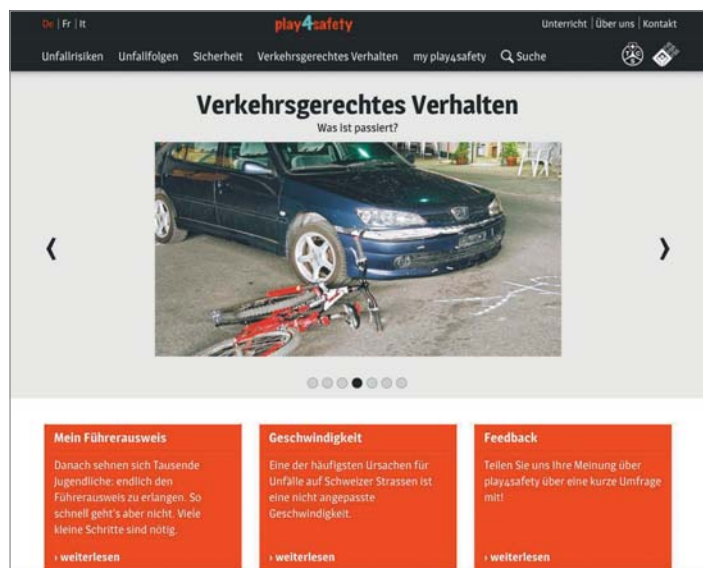 De | Fr | It
play4safety
Unterricht | Über uns | Kontakt
Unfallrisiken Unfallfolgen Sicherheit Verkehrsgerechtes Verhalten my play4safety Suche
TCS
Verkehrsgerechtes Verhalten
Was ist passiert?
Mein Führerausweis
Danach sehnen sich Tausende
Jugendliche: endlich den
Führerausweis zu erlangen. So
schnell geht's aber nicht. Viele
kleine Schritte sind nötig.
› weiterlesen
Geschwindigkeit
Eine der häufigsten Ursachen für
Unfälle auf Schweizer Strassen ist
eine nicht angepasste
Geschwindigkeit.
› weiterlesen
Feedback
Teilen Sie uns Ihre Meinung über
play4safety über eine kurze Umfrage
mit!
› weiterlesen